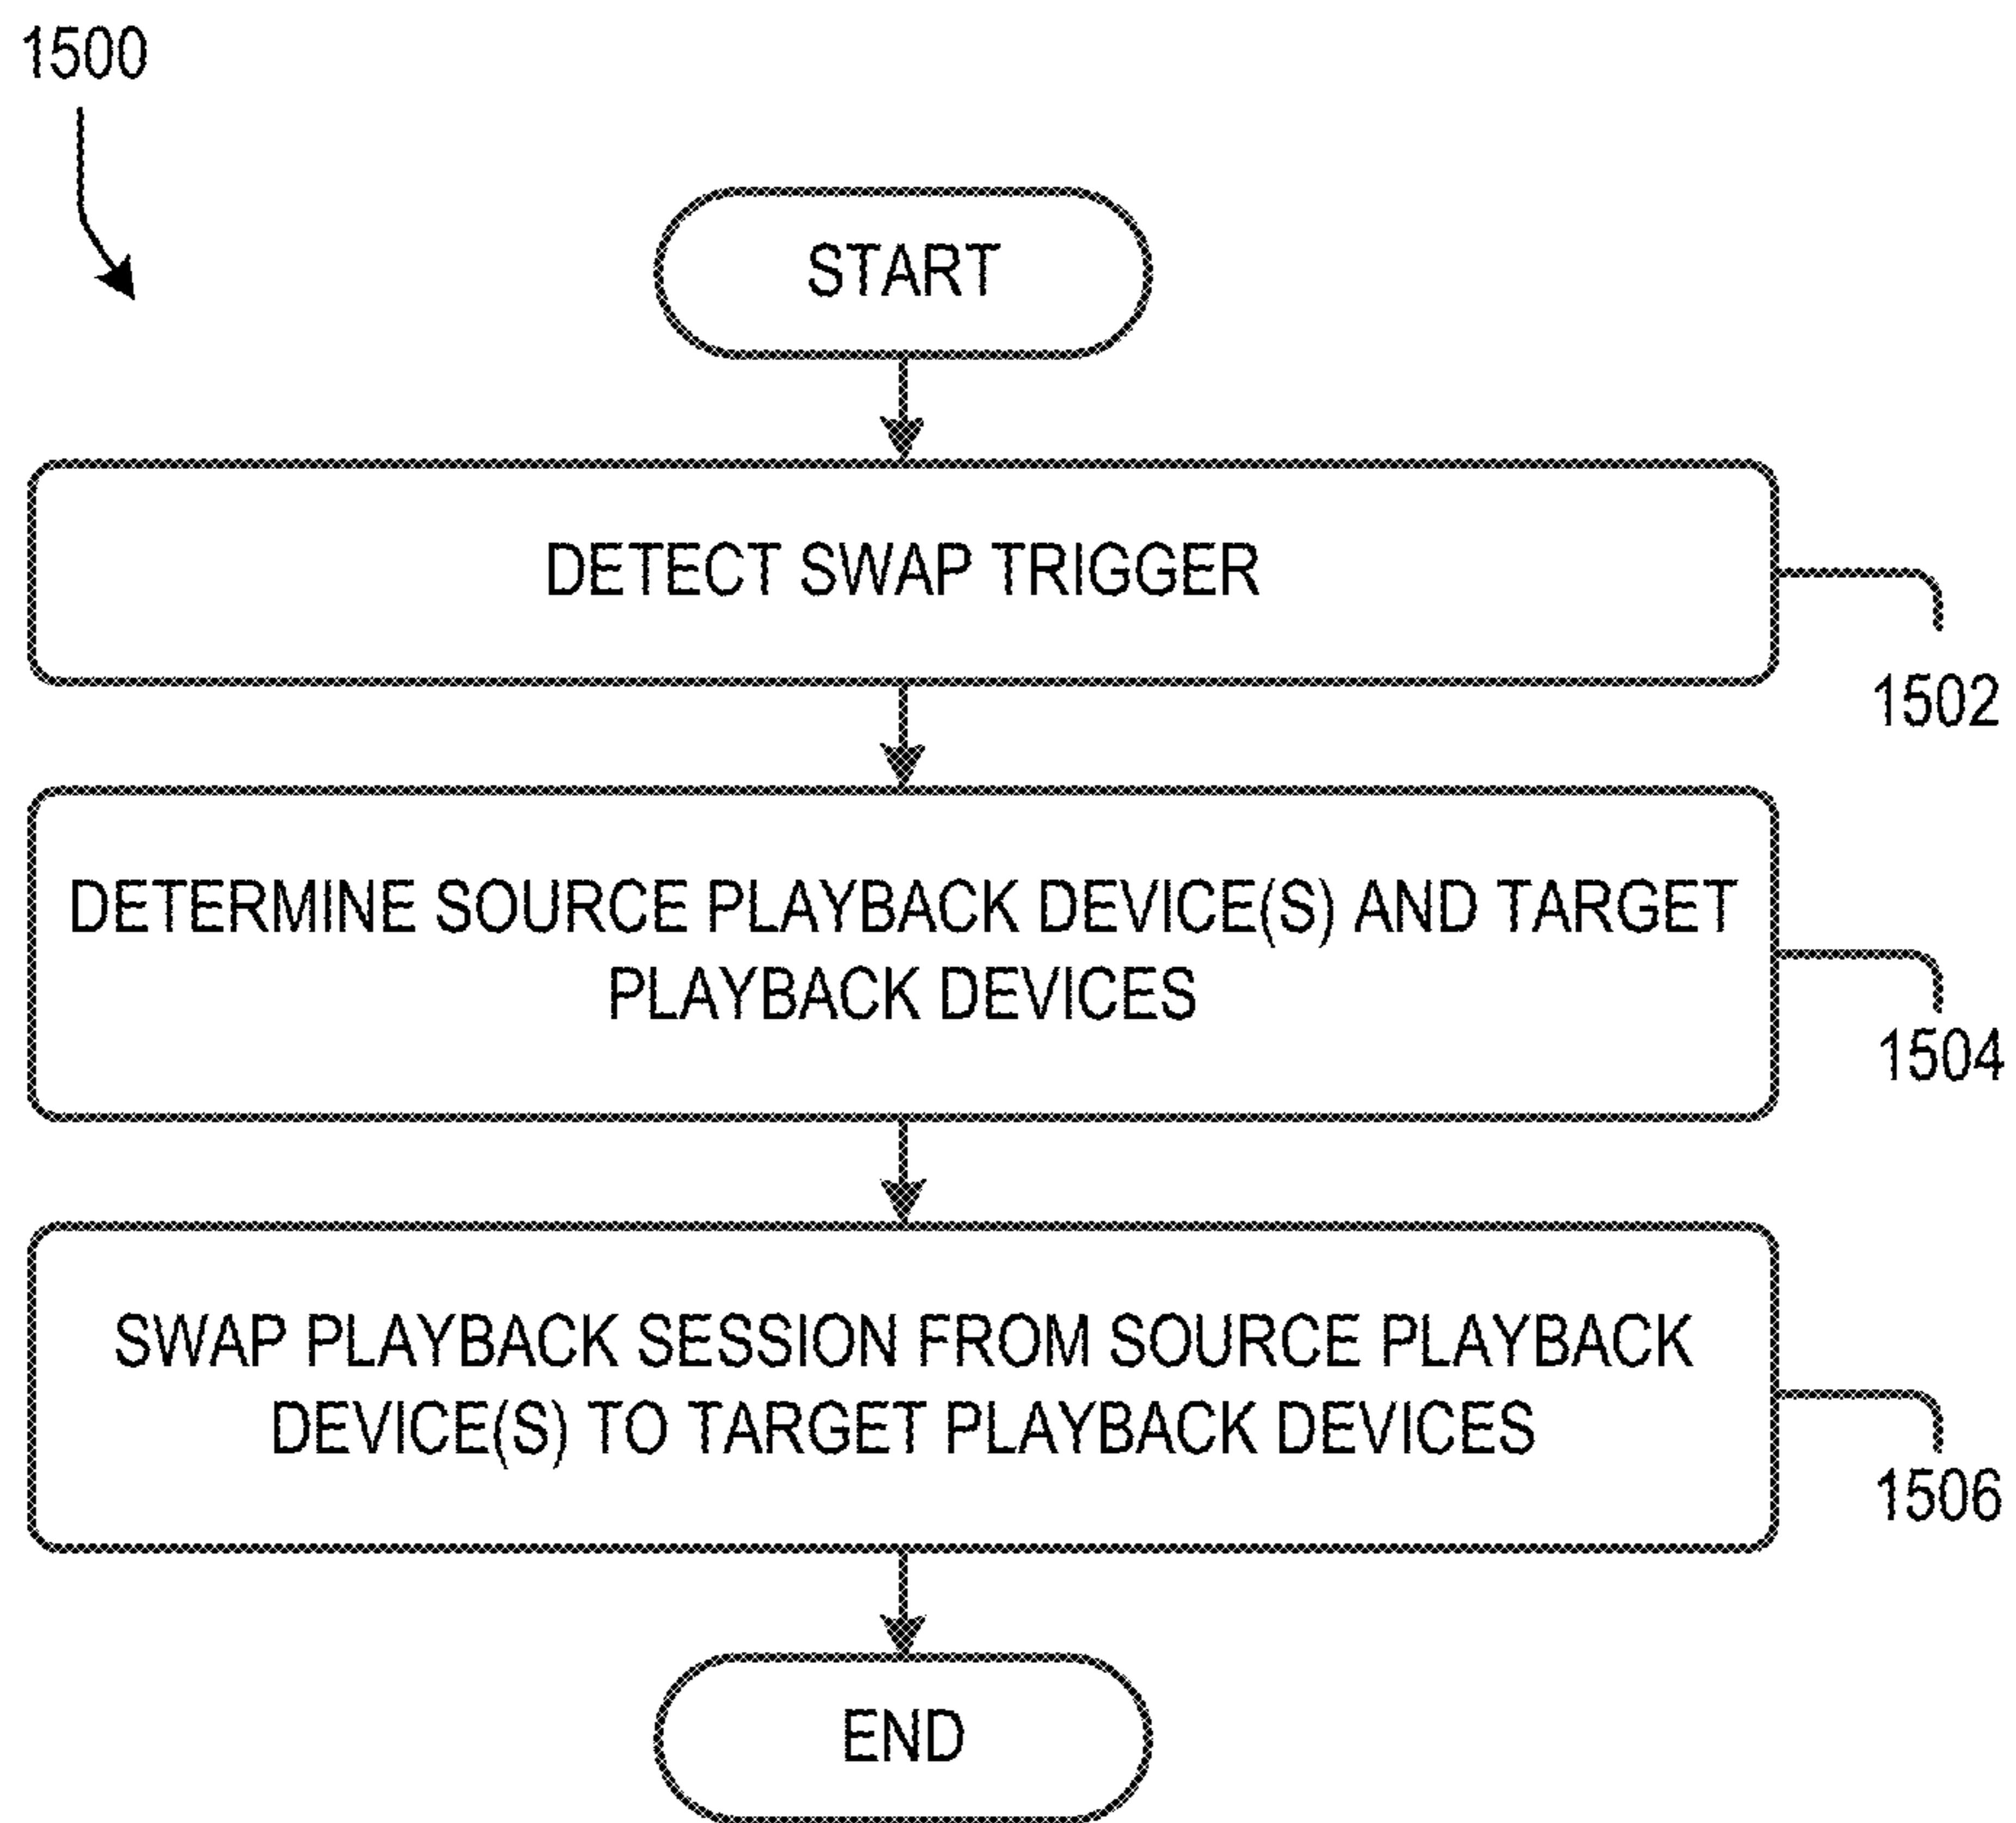 1500
START
DETECT SWAP TRIGGER
1502
DETERMINE SOURCE PLAYBACK DEVICE(S) AND TARGET
PLAYBACK DEVICES
1504
SWAP PLAYBACK SESSION FROM SOURCE PLAYBACK
DEVICE(S) TO TARGET PLAYBACK DEVICES
1506
END